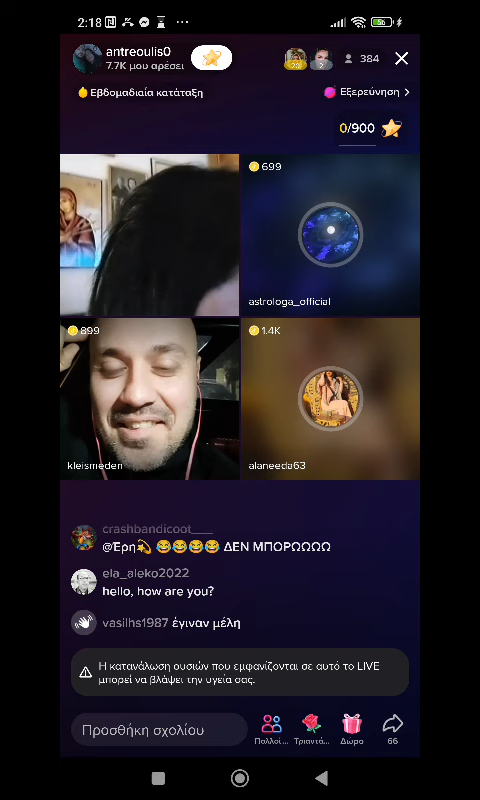 2:18
58
antreoulis0
7.7K μου αρέσει
384
Εβδομαδιαία κατάταξη
Εξερεύνηση
0/900
699
astrologa_official
899
1.4K
kleismeden
alaneeda63
crashbandicoot___
@Έρη💫 😂😂😂😂 ΔΕΝ ΜΠΟΡΩΩΩΩ
ela_aleko2022
hello, how are you?
vasilhs1987 έγιναν μέλη
Η κατανάλωση ουσιών που εμφανίζονται σε αυτό το LIVE
μπορεί να βλάψει την υγεία σας.
Προσθήκη σχολίου
Πολλοί...
Τριαντά...
Δώρο
66